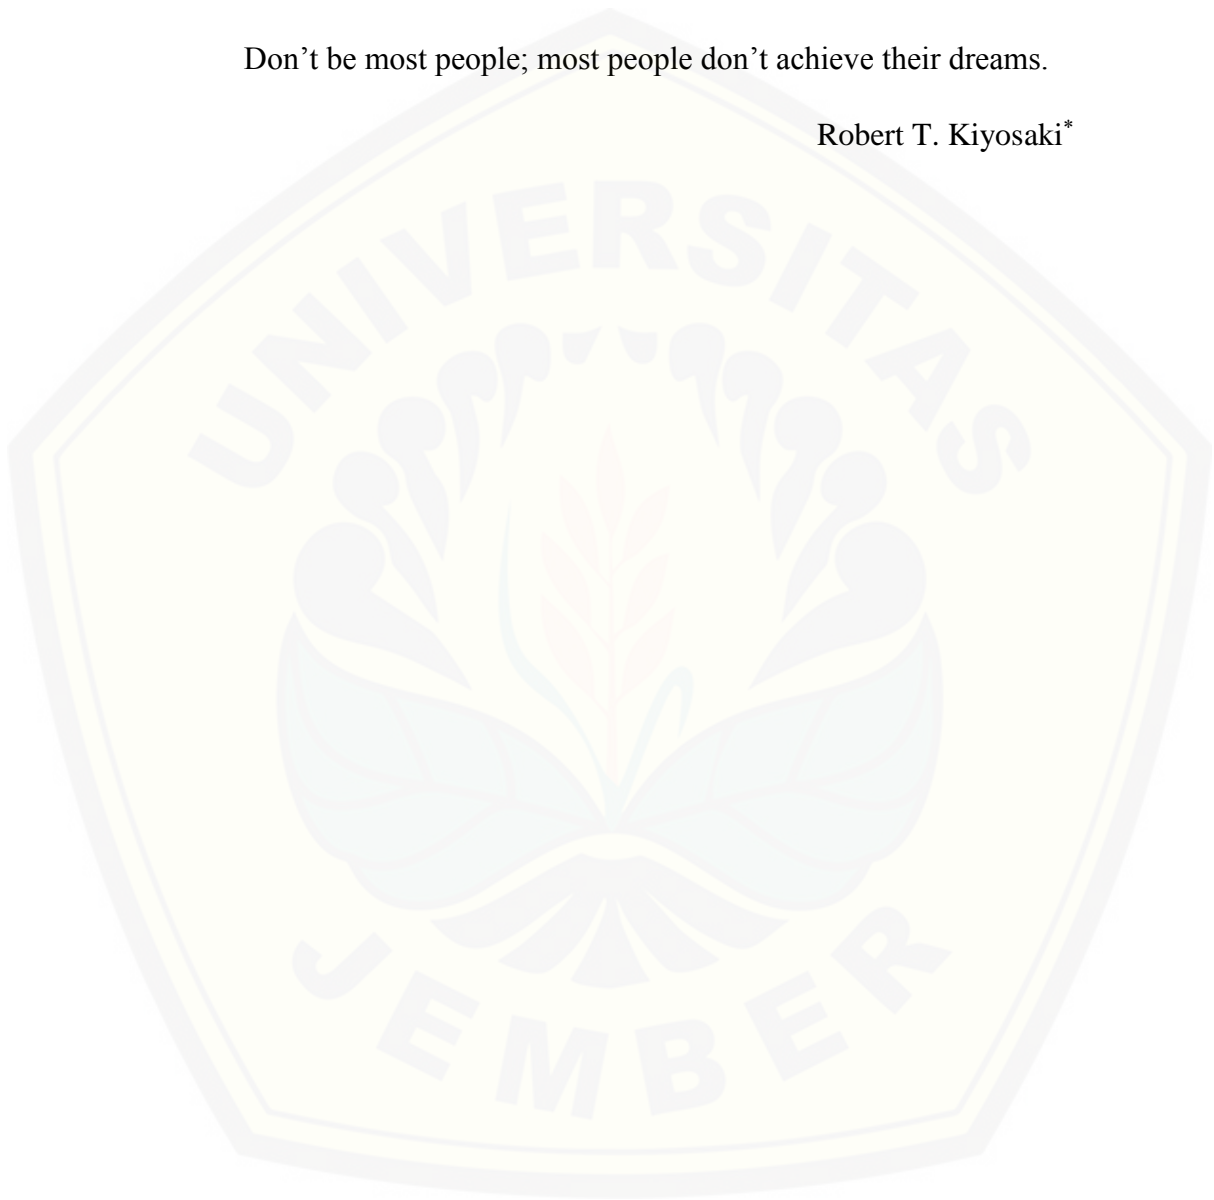 Don’t be most people; most people don’t achieve their dreams.
Robert T. Kiyosaki*
UNIVERSITAS
JEMBER